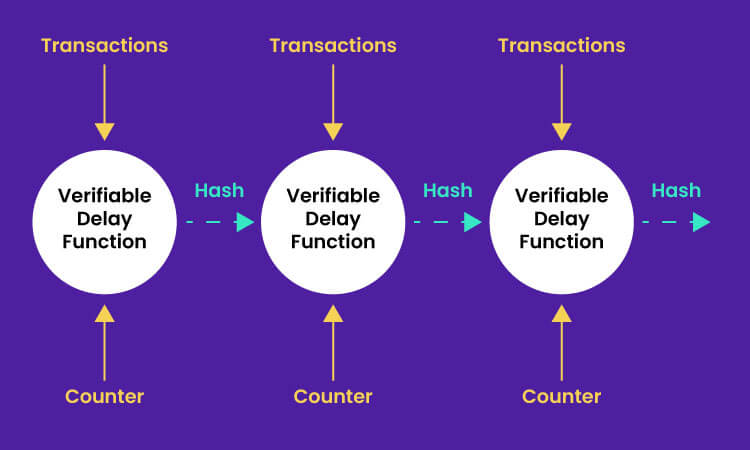 Transactions
Transactions
Transactions
Verifiable
Delay
Function
Hash
Verifiable
Delay
Function
Hash
Verifiable
Delay
Function
Hash
Counter
Counter
Counter